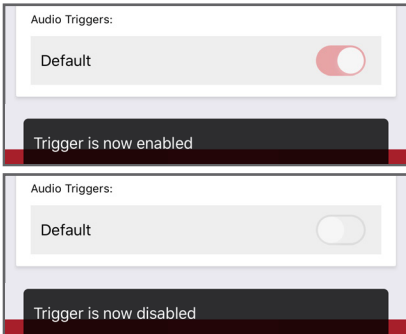 Audio Triggers:
Default
Trigger is now enabled
Audio Triggers:
Default
Trigger is now disabled